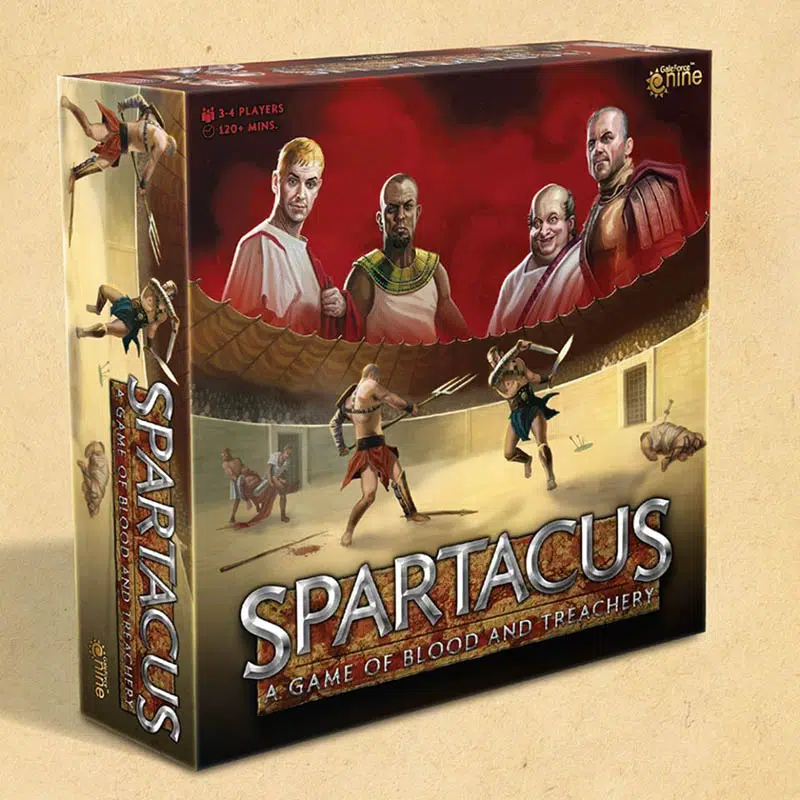 GaleForce™
nine
3-4 PLAYERS
120+ MINS.
SPARTACUS
A GAME OF BLOOD AND TREACHERY
SPARTACUS
A GAME OF BLOOD AND TREACHERY
nine